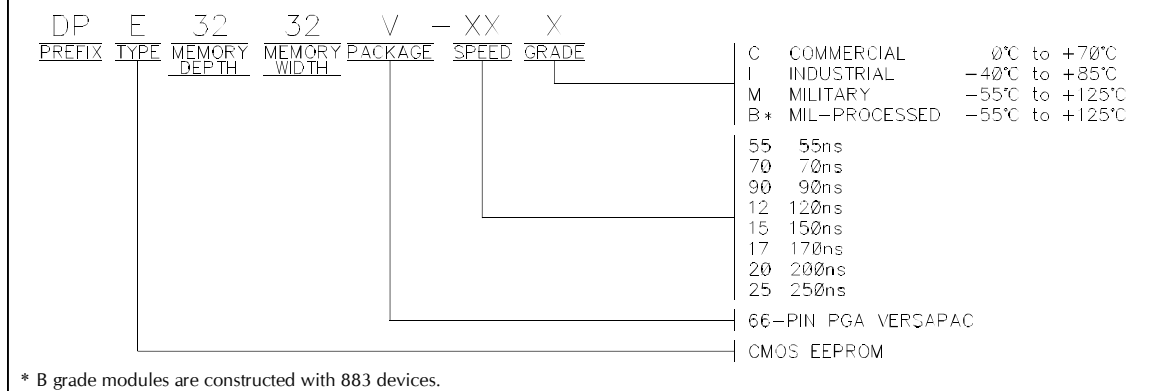 DP E 32 32 V – XX X
PREFIX TYPE MEMORY DEPTH MEMORY WIDTH PACKAGE SPEED GRADE
C COMMERCIAL 0°C to +70°C
I INDUSTRIAL −40°C to +85°C
M MILITARY −55°C to +125°C
B* MIL–PROCESSED −55°C to +125°C
55 55ns
70 70ns
90 90ns
12 120ns
15 150ns
17 170ns
20 200ns
25 250ns
66–PIN PGA VERSAPAC
CMOS EEPROM
* B grade modules are constructed with 883 devices.